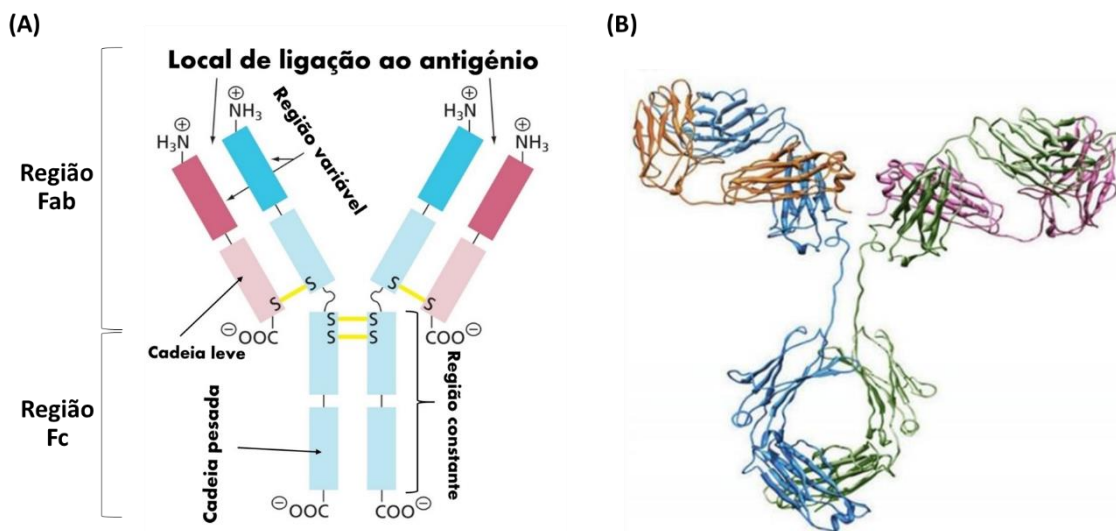 (A)
(B)
Local de ligação ao antigénio
Região
Fab
⊕
NH₃
⊕
NH₃
H₃N
H₃N
⊕
⊕
NH₃
Região variável
S
S
S
S
S S
S S
⊖OOC
COO⊖
Cadeia leve
Região
Fc
Cadeia pesada
Região constante
⊖OOC
COO⊖